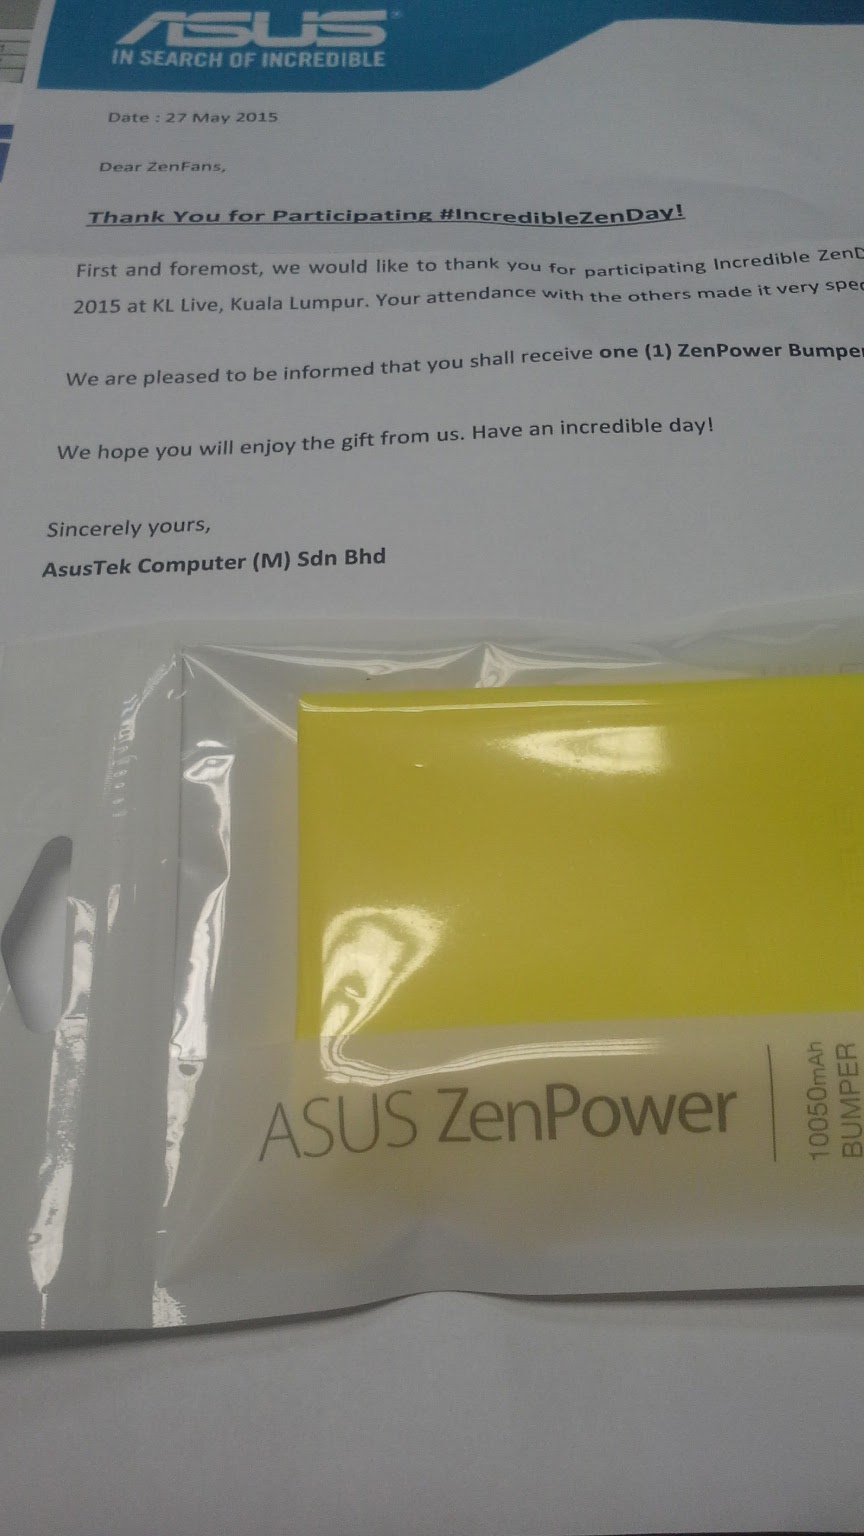 ASUS
IN SEARCH OF INCREDIBLE
Date : 27 May 2015
Dear ZenFans,
Thank You for Participating #IncredibleZenDay!
First and foremost, we would like to thank you for participating Incredible ZenD
2015 at KL Live, Kuala Lumpur. Your attendance with the others made it very spec
We are pleased to be informed that you shall receive one (1) ZenPower Bumper
We hope you will enjoy the gift from us. Have an incredible day!
Sincerely yours,
AsusTek Computer (M) Sdn Bhd
ASUS ZenPower
10050mAh
BUMPER